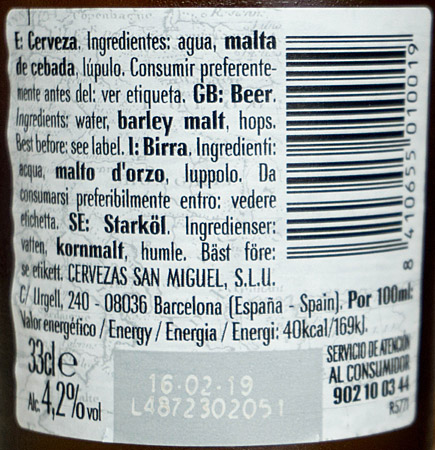 E: Cerveza. Ingredientes: agua, malta
de cebada, lúpulo. Consumir preferente-
mente antes del: ver etiqueta. GB: Beer.
Ingredients: water, barley malt, hops.
Best before: see label. I: Birra. Ingredienti:
acqua, malto d'orzo, luppolo. Da
consumarsi preferibilmente entro: vedere
etichetta. SE: Starköl. Ingredienser:
vatten, kornmalt, humle. Bäst före:
se etikett. CERVEZAS SAN MIGUEL, S.L.U.
C/ Urgell, 240 - 08036 Barcelona (España - Spain). Por 100ml:
Valor energético / Energy / Energia / Energi: 40kcal/169kJ.
33cl e
Alc. 4,2% vol
16-02-19
L4872302051
SERVICIO DE ATENCIÓN
AL CONSUMIDOR
902 10 03 44
R5771
8 410655 010019